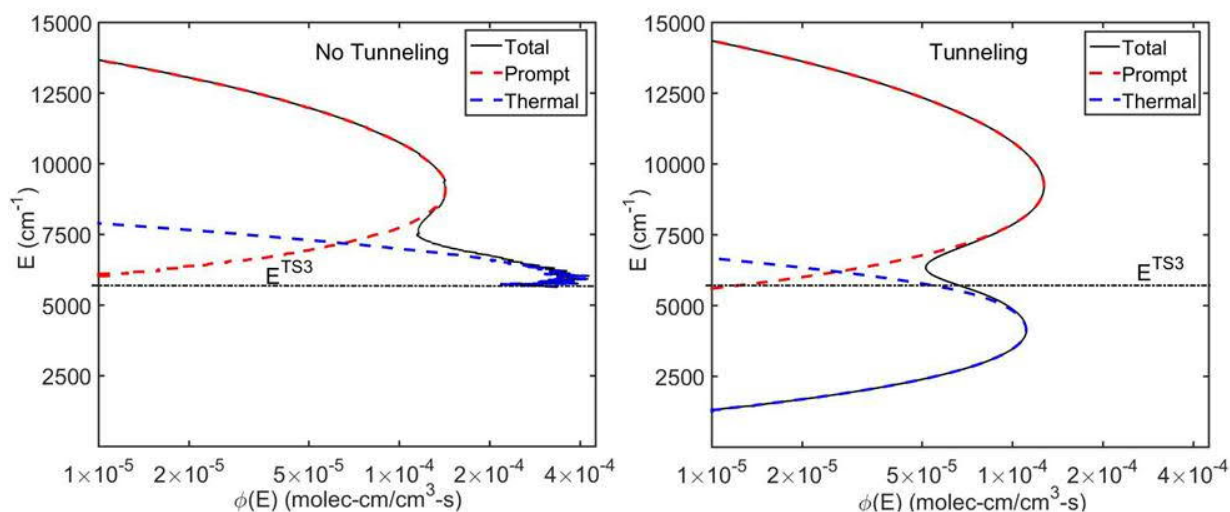 No Tunneling
Total
Prompt
Thermal
E (cm⁻¹)
15000
12500
10000
7500
5000
2500
E^TS3
1×10⁻⁵
2×10⁻⁵
5×10⁻⁵
1×10⁻⁴
2×10⁻⁴
4×10⁻⁴
ϕ(E) (molec-cm/cm³-s)
Tunneling
Total
Prompt
Thermal
E (cm⁻¹)
15000
12500
10000
7500
5000
2500
E^TS3
1×10⁻⁵
2×10⁻⁵
5×10⁻⁵
1×10⁻⁴
2×10⁻⁴
4×10⁻⁴
ϕ(E) (molec-cm/cm³-s)